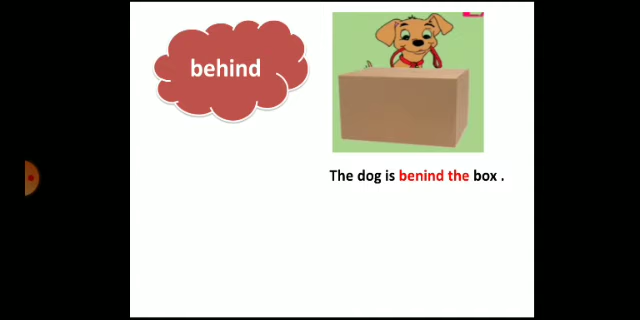 behind
The dog is benind the box .